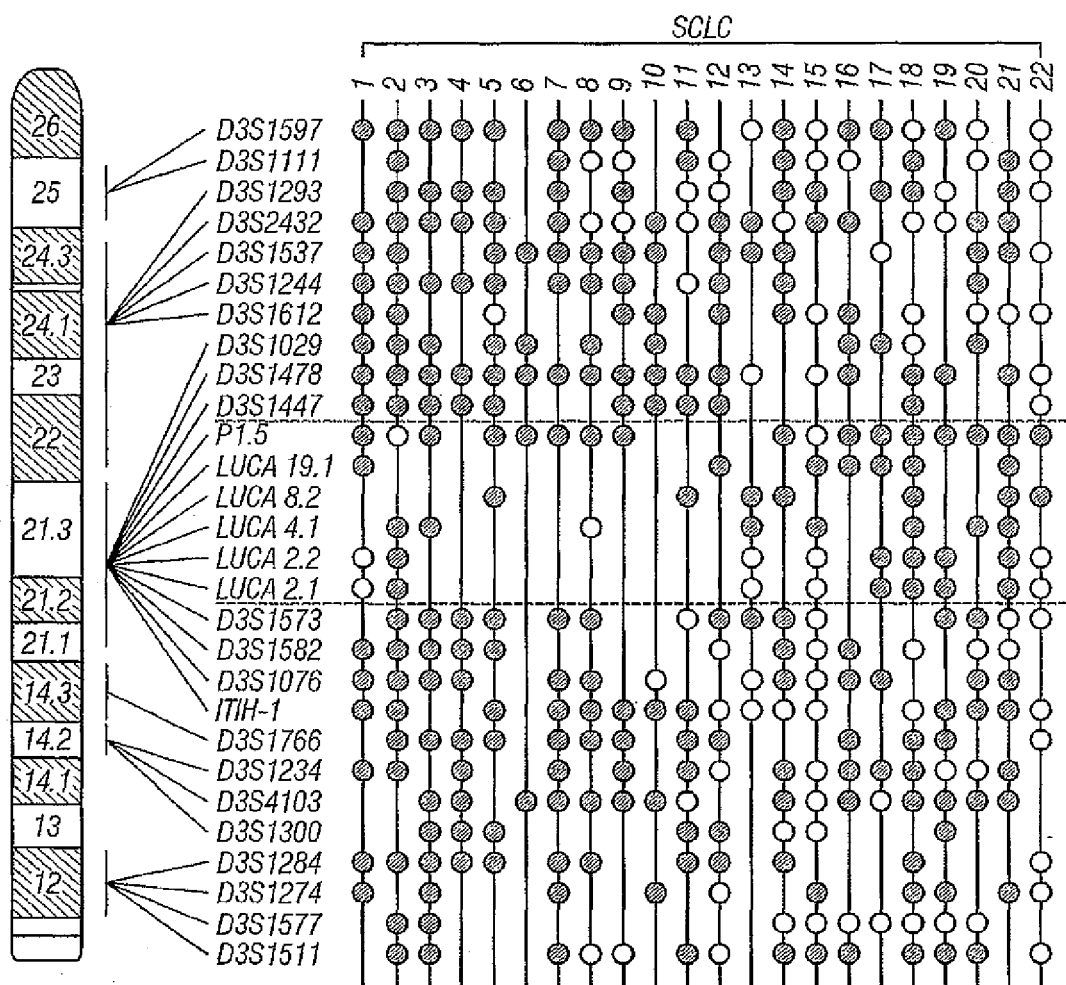 SCLC
1 2 3 4 5 6 7 8 9 10 11 12 13 14 15 16 17 18 19 20 21 22
26
25
24.3
24.1
23
22
21.3
21.2
21.1
14.3
14.2
14.1
13
12
D3S1597
D3S1111
D3S1293
D3S2432
D3S1537
D3S1244
D3S1612
D3S1029
D3S1478
D3S1447
P1.5
LUCA 19.1
LUCA 8.2
LUCA 4.1
LUCA 2.2
LUCA 2.1
D3S1573
D3S1582
D3S1076
ITIH-1
D3S1766
D3S1234
D3S4103
D3S1300
D3S1284
D3S1274
D3S1577
D3S1511